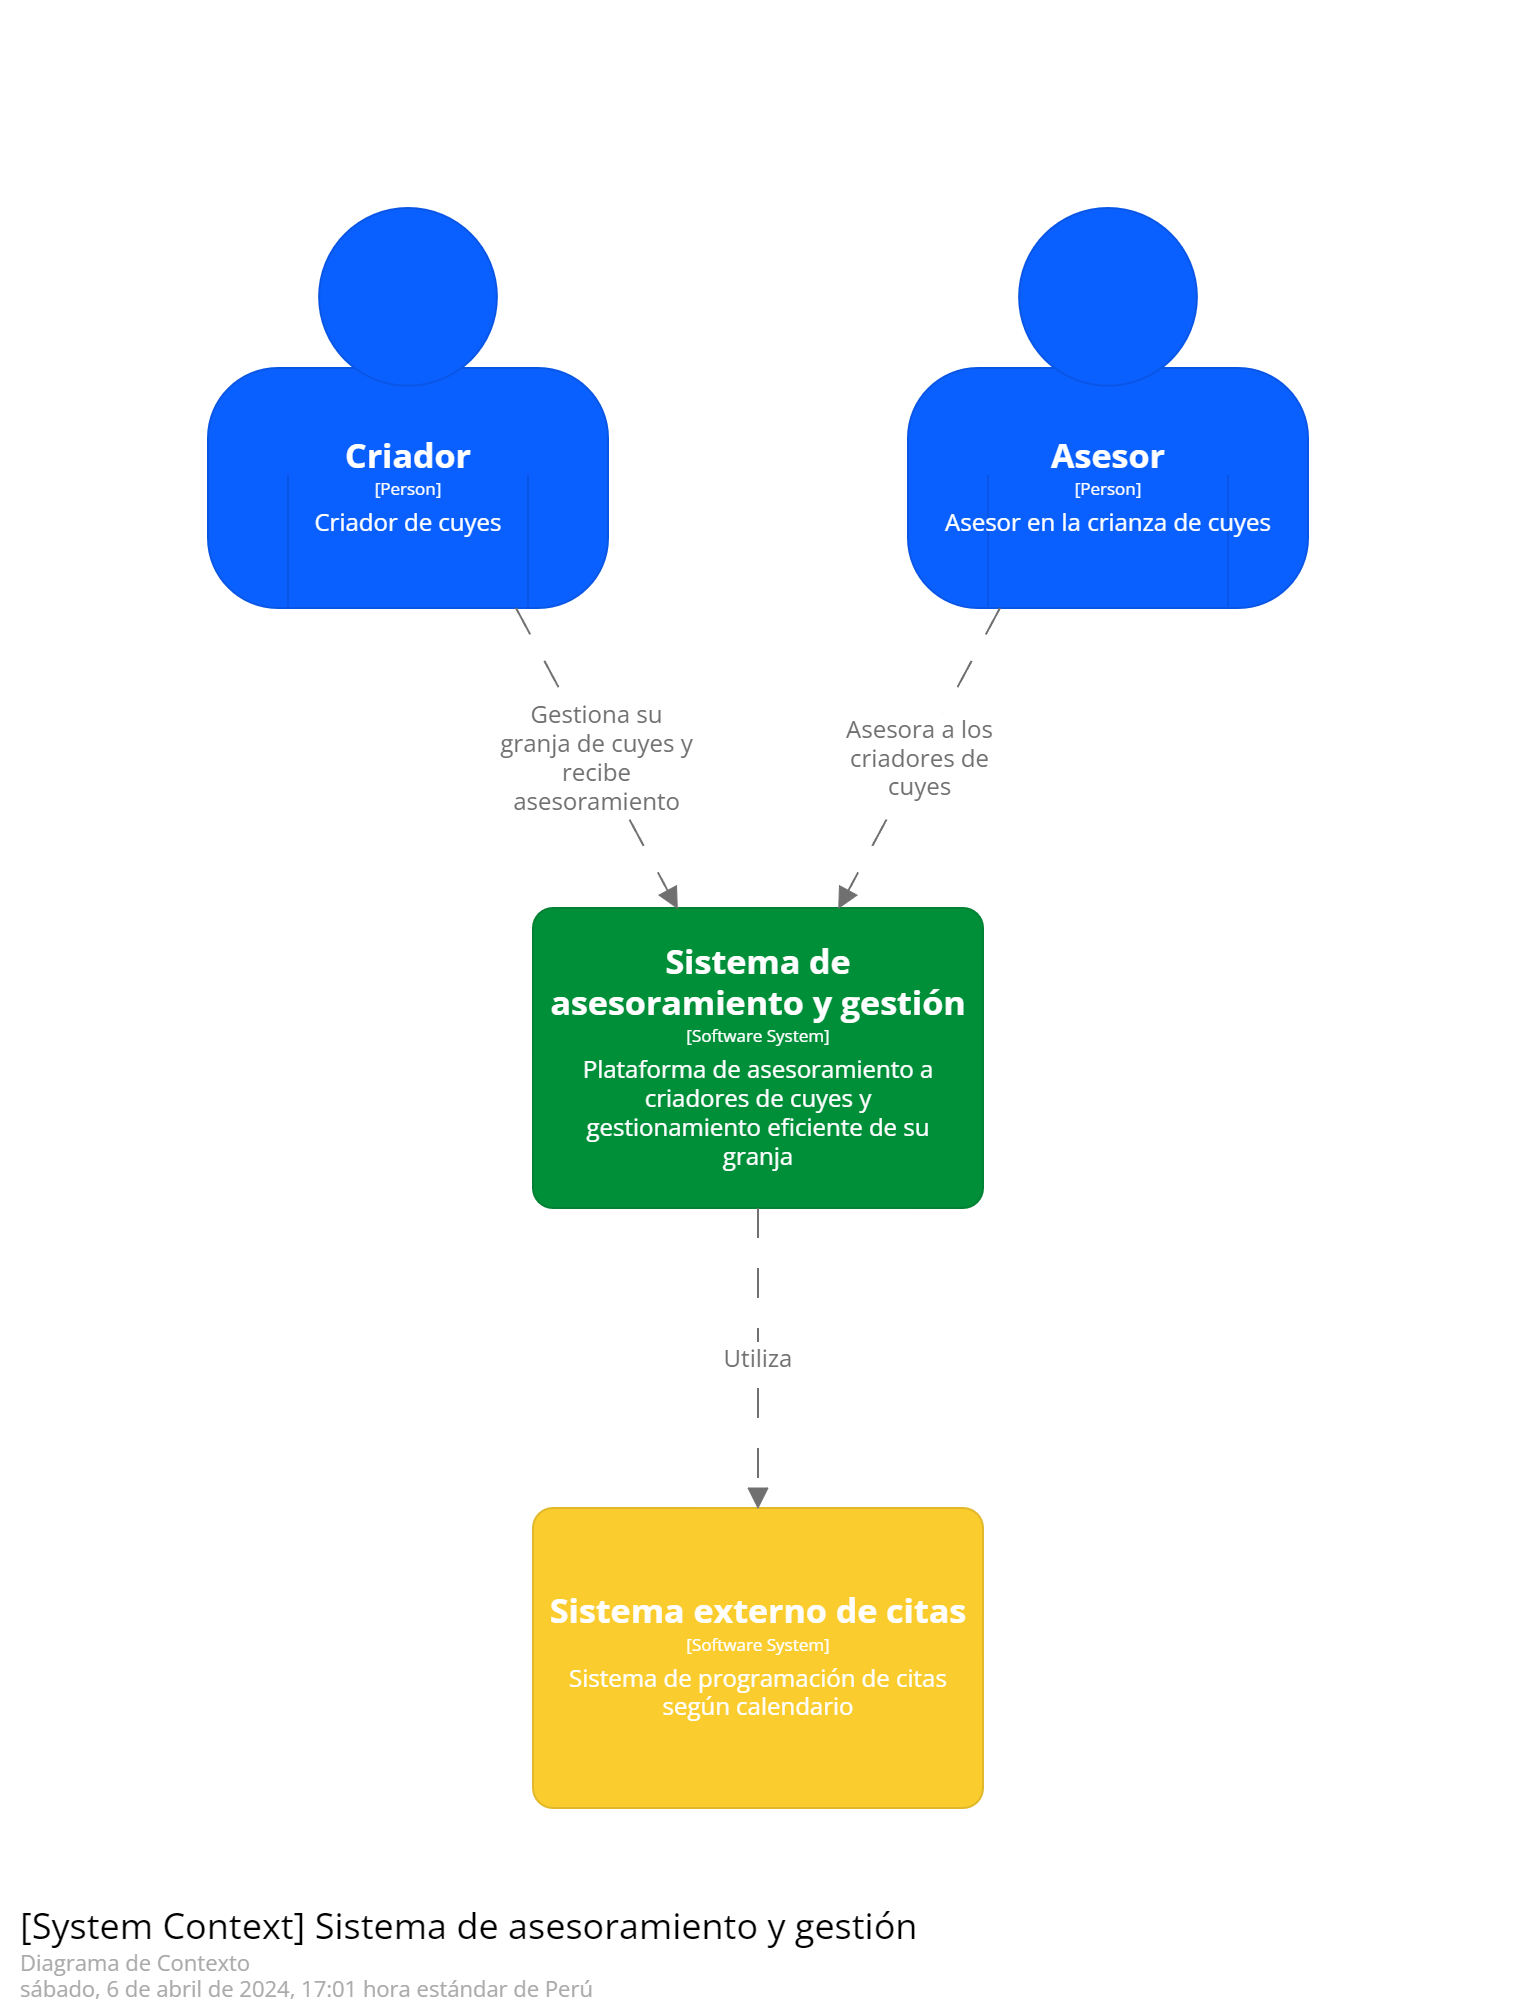 Criador
[Person]
Criador de cuyes
Asesor
[Person]
Asesor en la crianza de cuyes
Gestiona su
granja de cuyes y
recibe
asesoramiento
Asesora a los
criadores de
cuyes
Sistema de
asesoramiento y gestión
[Software System]
Plataforma de asesoramiento a
criadores de cuyes y
gestionamiento eficiente de su
granja
Utiliza
Sistema externo de citas
[Software System]
Sistema de programación de citas
según calendario
[System Context] Sistema de asesoramiento y gestión
Diagrama de Contexto
sábado, 6 de abril de 2024, 17:01 hora estándar de Perú